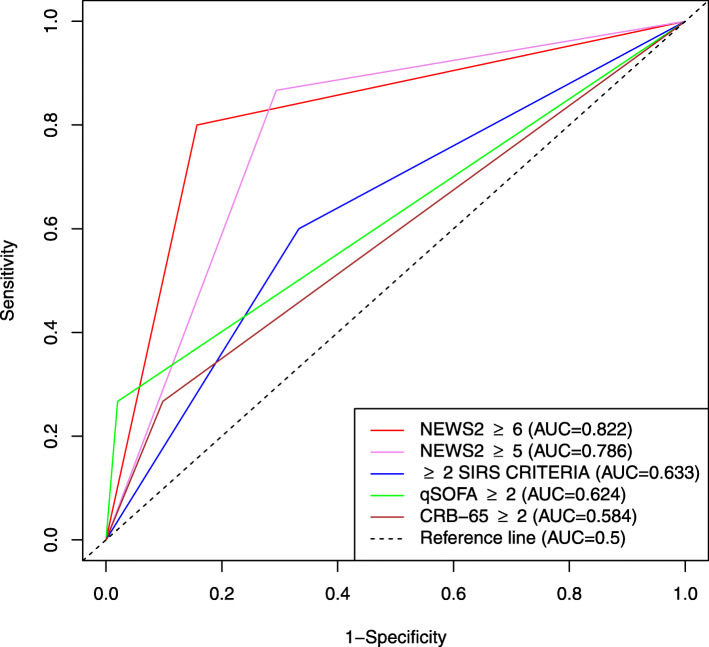 Sensitivity
1.0
0.8
0.6
0.4
0.2
0.0
NEWS2 ≥ 6 (AUC=0.822)
NEWS2 ≥ 5 (AUC=0.786)
≥ 2 SIRS CRITERIA (AUC=0.633)
qSOFA ≥ 2 (AUC=0.624)
CRB−65 ≥ 2 (AUC=0.584)
Reference line (AUC=0.5)
0.0 0.2 0.4 0.6 0.8 1.0
1−Specificity